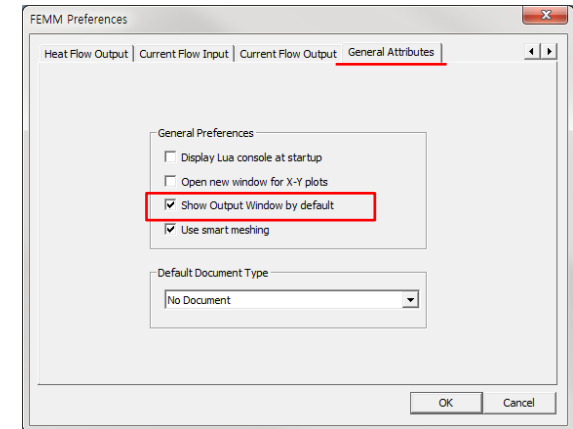 FEMM Preferences
Heat Flow Output
Current Flow Input
Current Flow Output
General Attributes
General Preferences
Display Lua console at startup
Open new window for X-Y plots
Show Output Window by default
Use smart meshing
Default Document Type
No Document
OK
Cancel